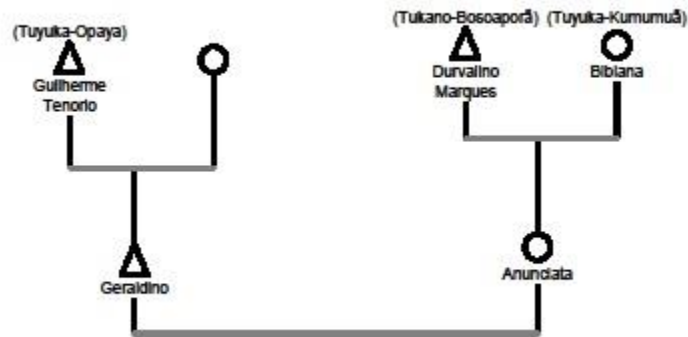 (Tuyuka-Opaya)
Guilherme
Tenorio
(Tukano-Bosoaporã)
Durvalino
Marques
(Tuyuka-Kumumuã)
Bibiana
Geraldino
Anunciata